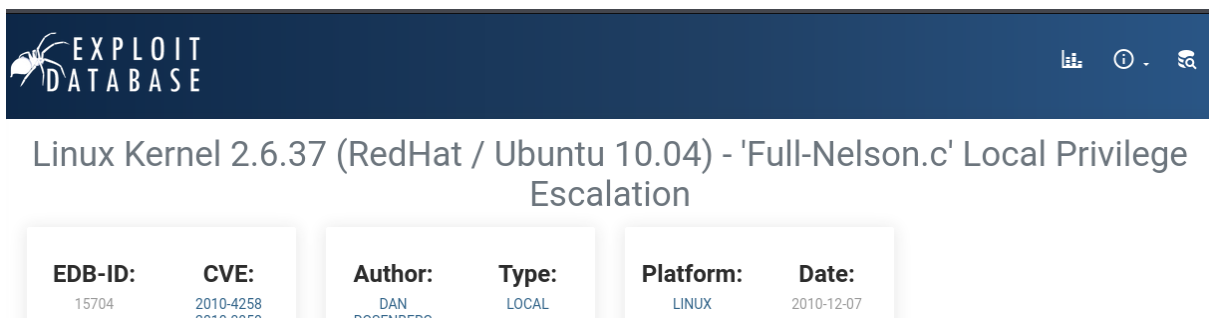 EXPLOIT
DATABASE
Linux Kernel 2.6.37 (RedHat / Ubuntu 10.04) - 'Full-Nelson.c' Local Privilege
Escalation
EDB-ID: CVE: Author: Type: Platform: Date:
15704 2010-4258 DAN LOCAL LINUX 2010-12-07